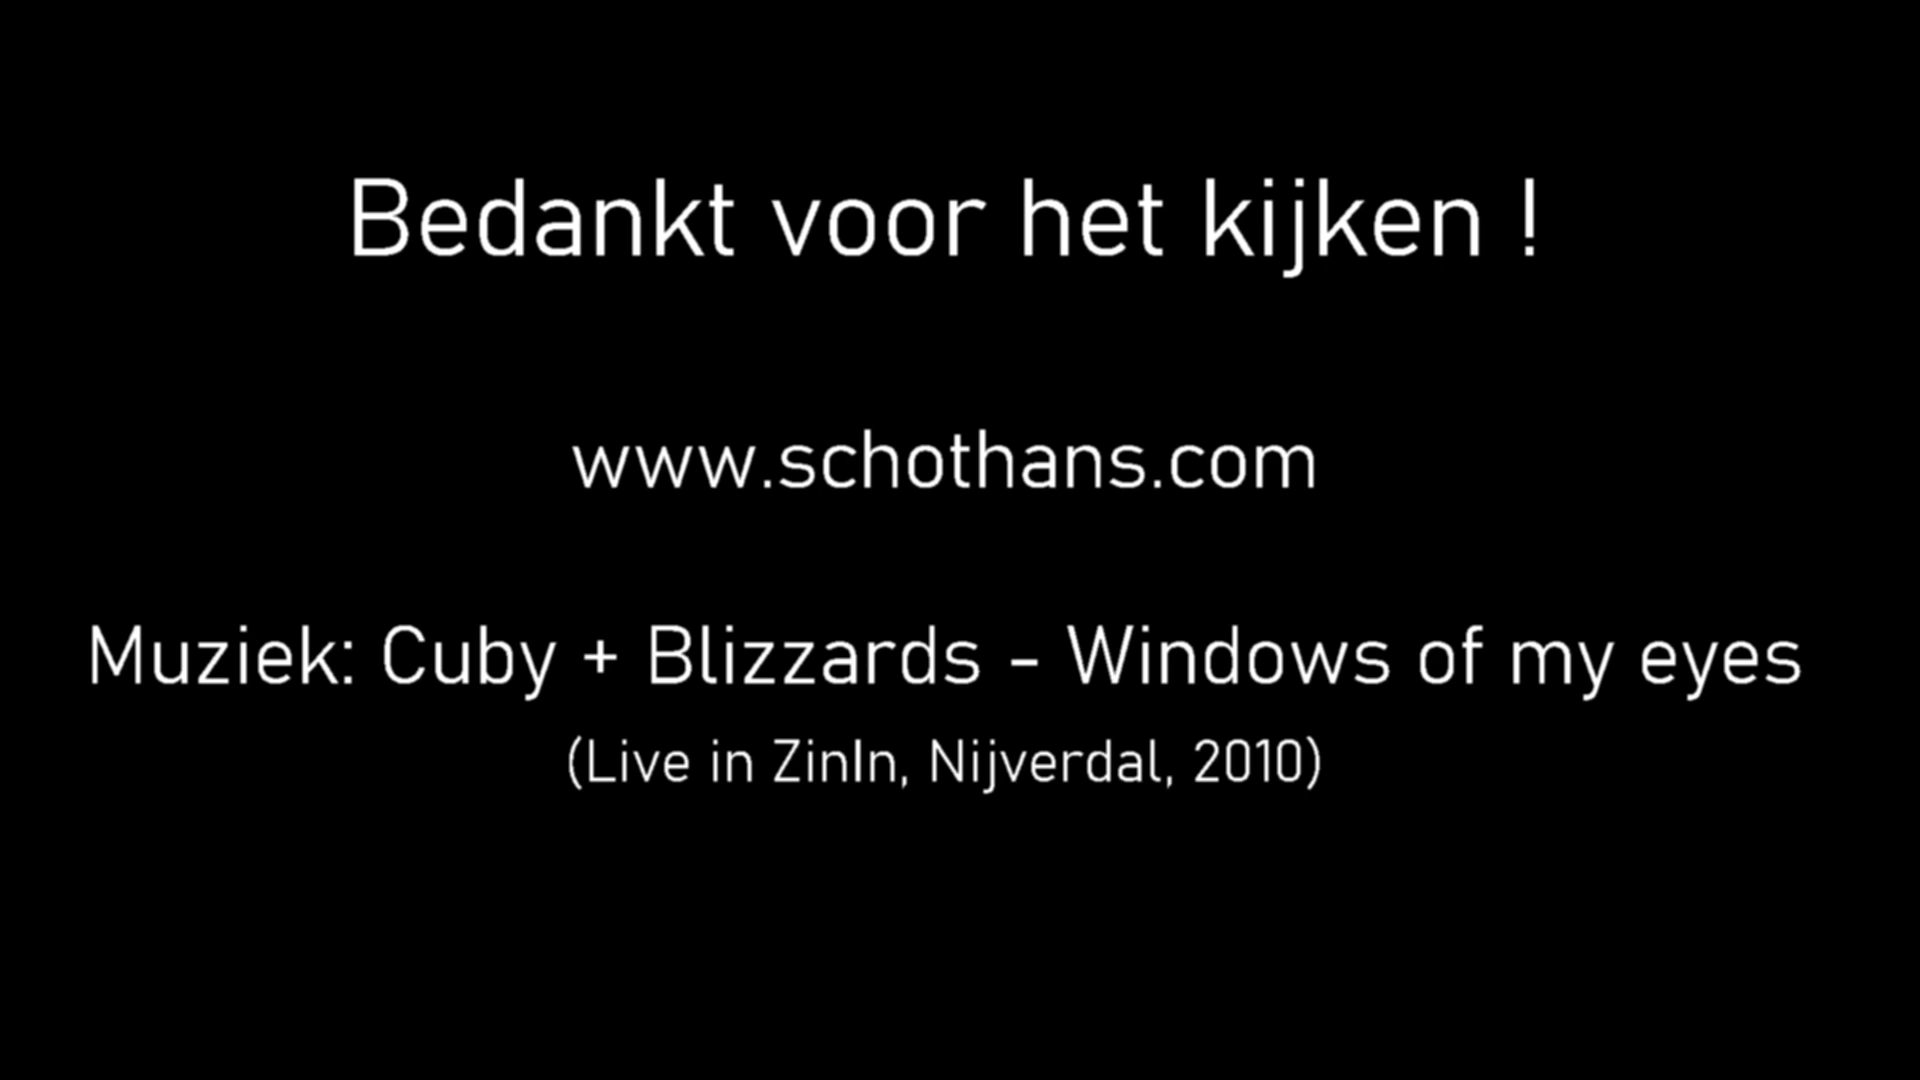 Bedankt voor het kijken !
www.schothans.com
Muziek: Cuby + Blizzards - Windows of my eyes
(Live in ZinIn, Nijverdal, 2010)